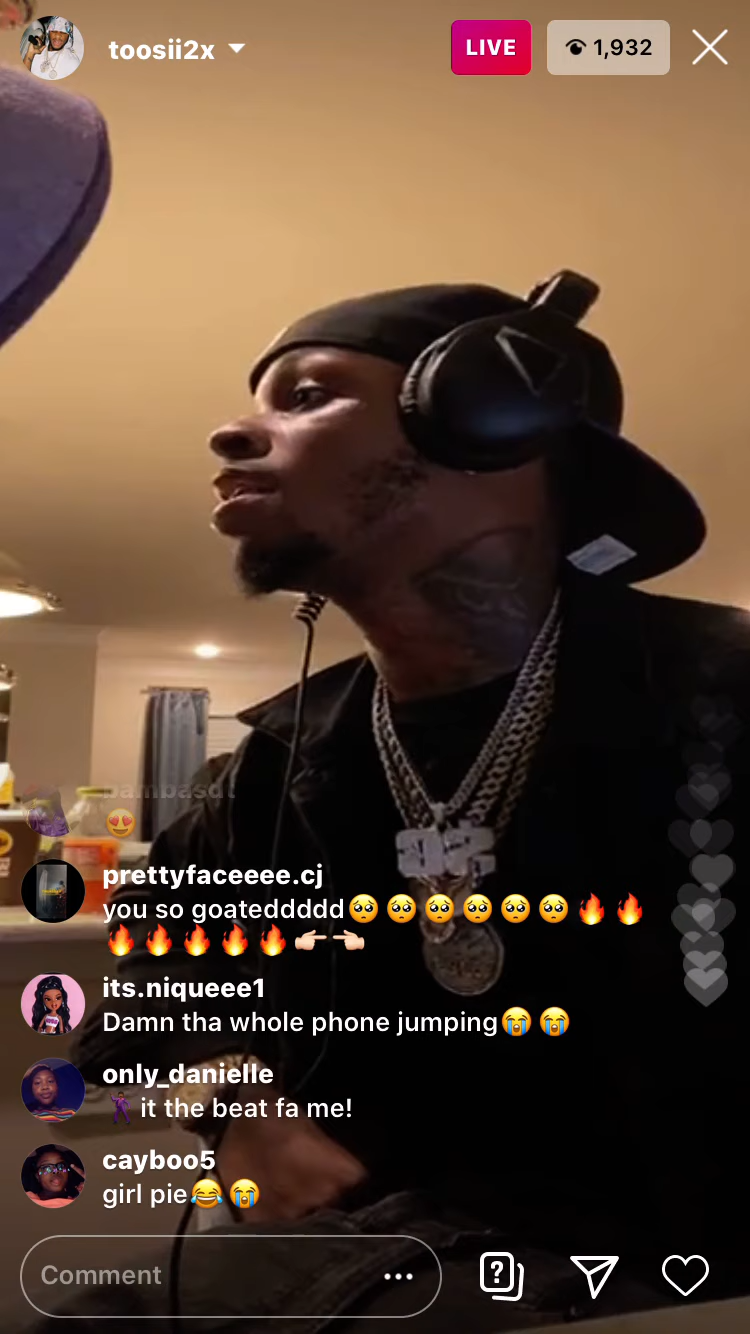 toosii2x
LIVE
1,932
bambasdt
😍
prettyfaceeee.cj
you so goateddddd🥺🥺🥺🥺🥺🥺🔥🔥
🔥🔥🔥🔥🔥👉🏻👈🏻
its.niqueee1
Damn tha whole phone jumping😭😭
only_danielle
🕺🏿it the beat fa me!
cayboo5
girl pie😂😭
Comment